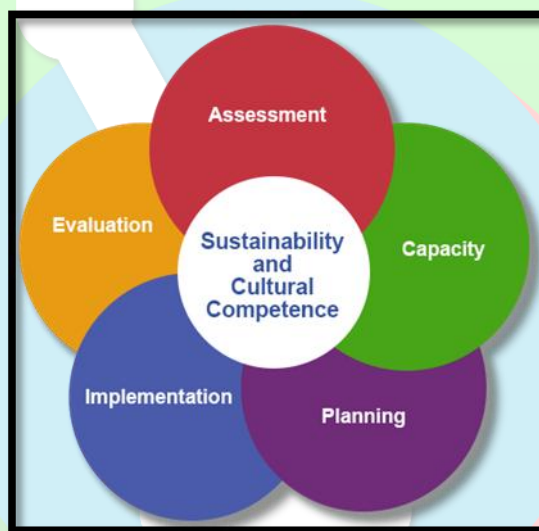 Assessment
Capacity
Planning
Implementation
Evaluation
Sustainability
and
Cultural
Competence